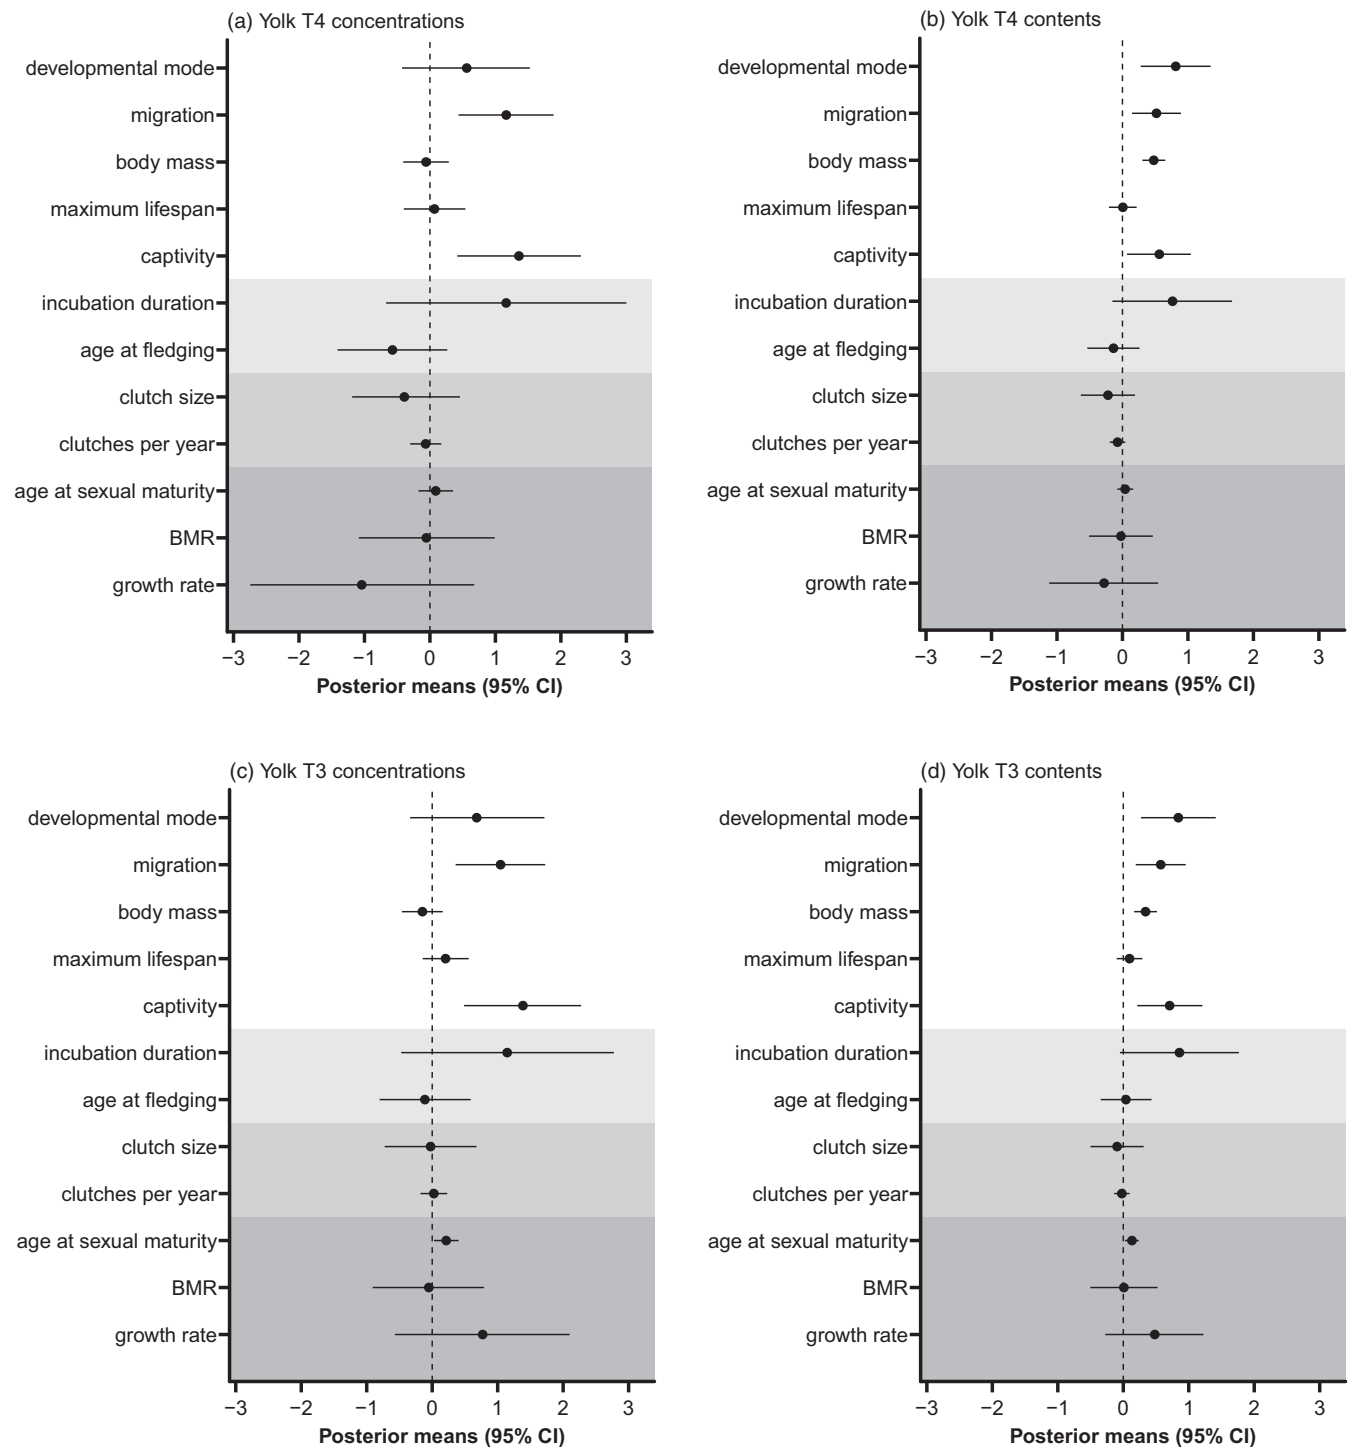 (a) Yolk T4 concentrations
developmental mode
migration
body mass
maximum lifespan
captivity
incubation duration
age at fledging
clutch size
clutches per year
age at sexual maturity
BMR
growth rate
−3 −2 −1 0 1 2 3
Posterior means (95% CI)
(b) Yolk T4 contents
developmental mode
migration
body mass
maximum lifespan
captivity
incubation duration
age at fledging
clutch size
clutches per year
age at sexual maturity
BMR
growth rate
−3 −2 −1 0 1 2 3
Posterior means (95% CI)
(c) Yolk T3 concentrations
developmental mode
migration
body mass
maximum lifespan
captivity
incubation duration
age at fledging
clutch size
clutches per year
age at sexual maturity
BMR
growth rate
−3 −2 −1 0 1 2 3
Posterior means (95% CI)
(d) Yolk T3 contents
developmental mode
migration
body mass
maximum lifespan
captivity
incubation duration
age at fledging
clutch size
clutches per year
age at sexual maturity
BMR
growth rate
−3 −2 −1 0 1 2 3
Posterior means (95% CI)